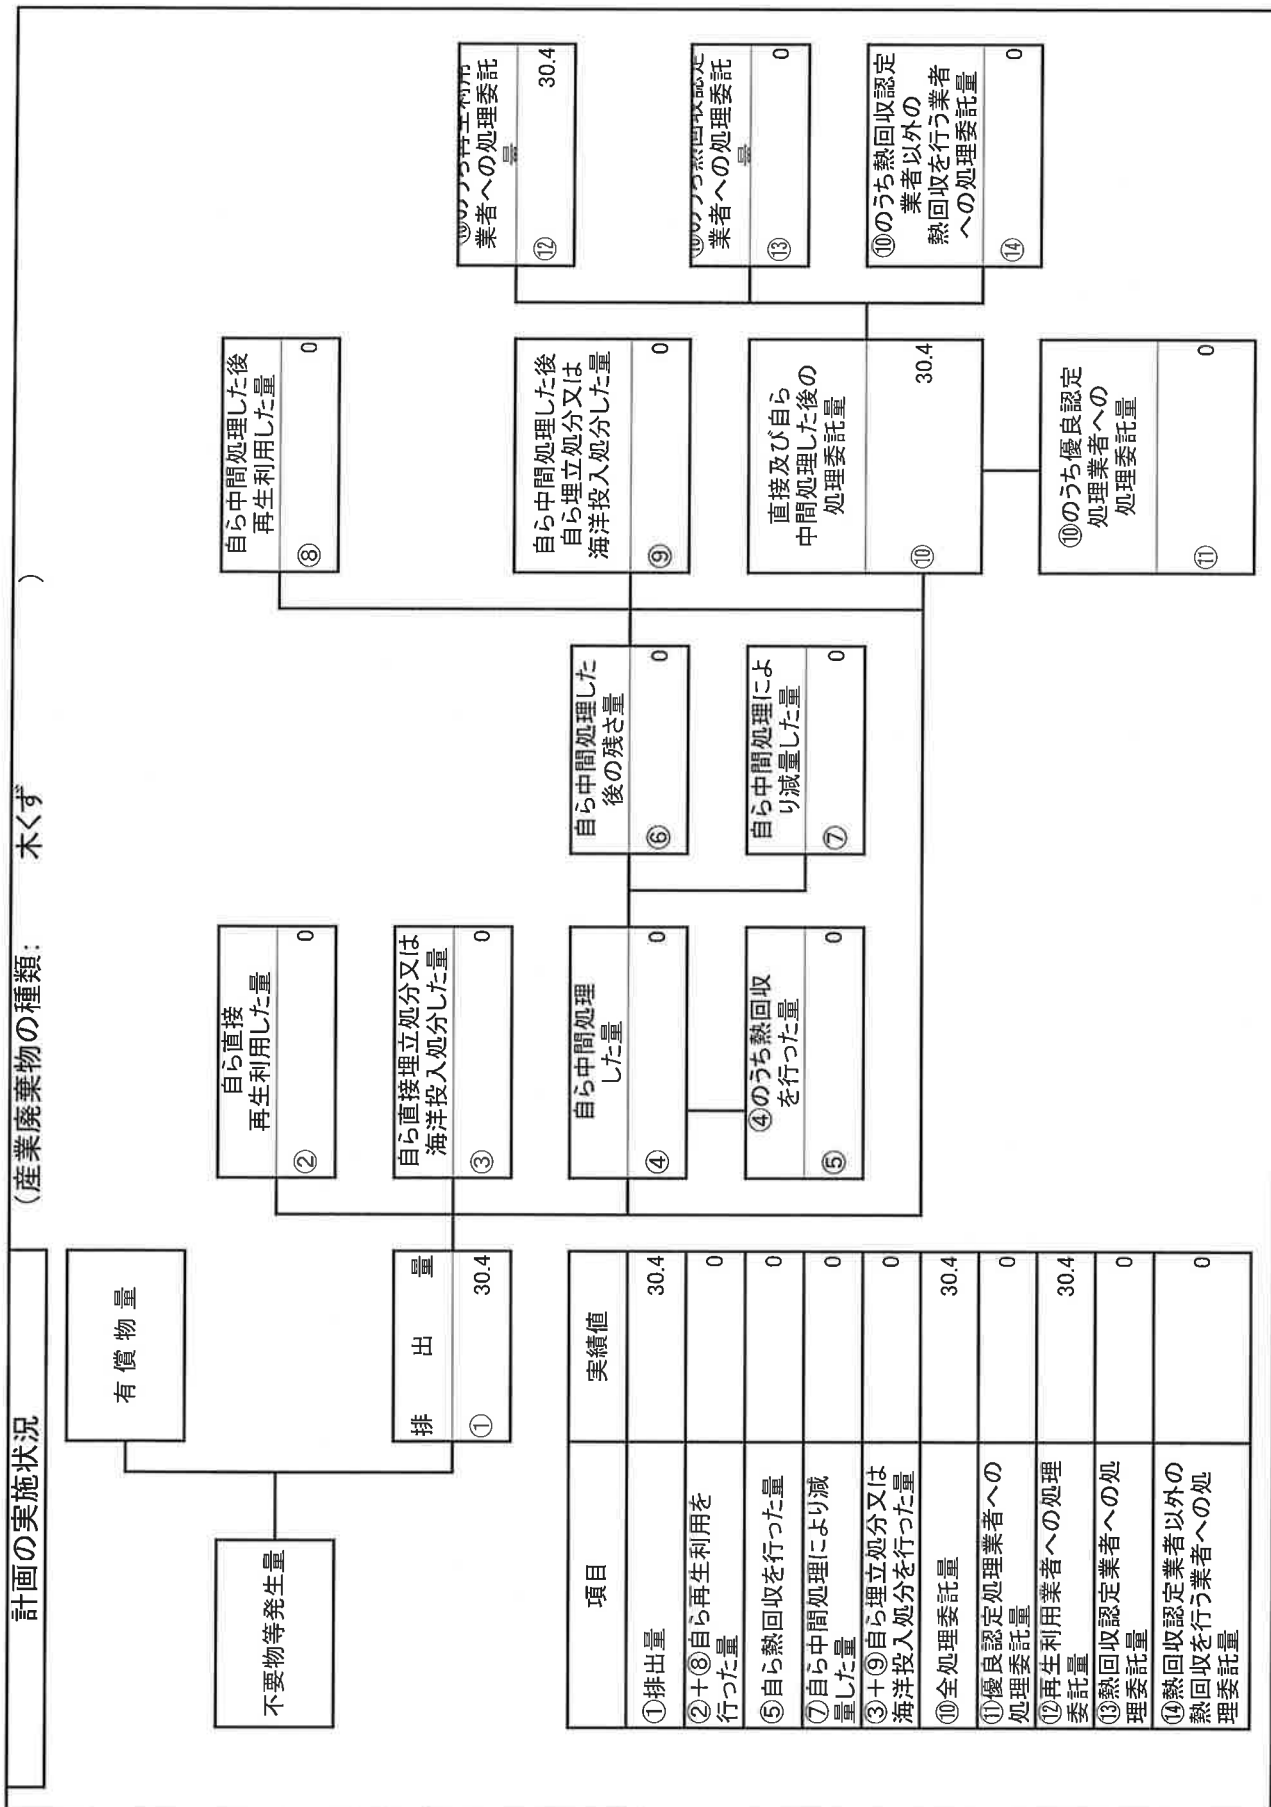 計画の実施状況
(産業廃棄物の種類: 木くず )
不要物等発生量
有償物量
排出量
① 30.4
自ら直接
再生利用した量
② 0
自ら直接埋立処分又は
海洋投入処分した量
③ 0
自ら中間処理
した量
④ 0
④のうち熱回収
を行った量
⑤ 0
自ら中間処理した
後の残さ量
⑥ 0
自ら中間処理によ
り減量した量
⑦ 0
自ら中間処理した後
再生利用した量
⑧ 0
自ら中間処理した後
自ら埋立処分又は
海洋投入処分した量
⑨ 0
直接及び自ら
中間処理した後の
処理委託量
⑩ 30.4
⑩のうち優良認定
処理業者への
処理委託量
⑪ 0
⑩のうち再生利用
業者への処理委託
量
⑫ 30.4
⑩のうち熱回収認定
業者への処理委託
量
⑬ 0
⑩のうち熱回収認定
業者以外の
熱回収を行う業者
への処理委託量
⑭ 0
項目 実績値
①排出量 30.4
②+⑧自ら再生利用を
行った量 0
⑤自ら熱回収を行った量 0
⑦自ら中間処理により減
量した量 0
③+⑨自ら埋立処分又は
海洋投入処分を行った量 0
⑩全処理委託量 30.4
⑪優良認定処理業者への
処理委託量 0
⑫再生利用業者への処理
委託量 30.4
⑬熱回収認定業者への処
理委託量 0
⑭熱回収認定業者以外の
熱回収を行う業者への処
理委託量 0